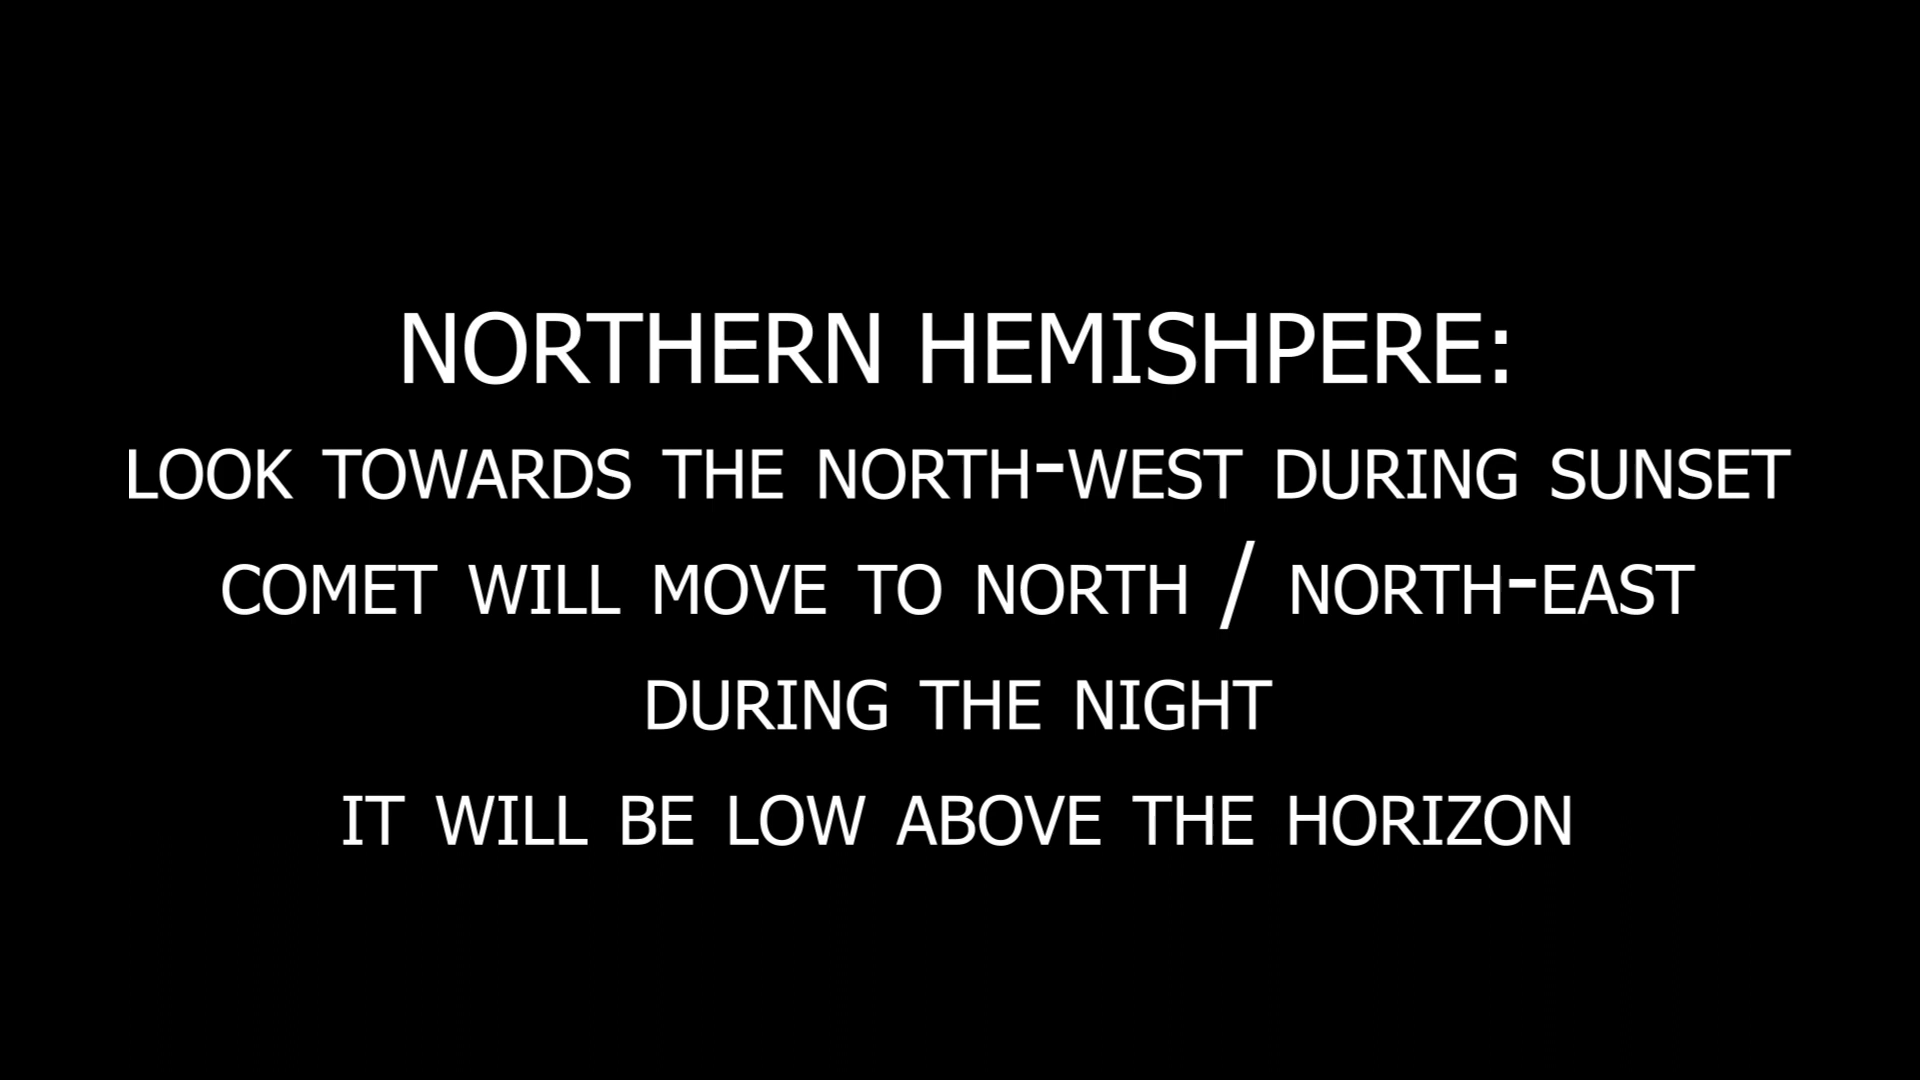 NORTHERN HEMISHPERE:
LOOK TOWARDS THE NORTH-WEST DURING SUNSET
COMET WILL MOVE TO NORTH / NORTH-EAST
DURING THE NIGHT
IT WILL BE LOW ABOVE THE HORIZON